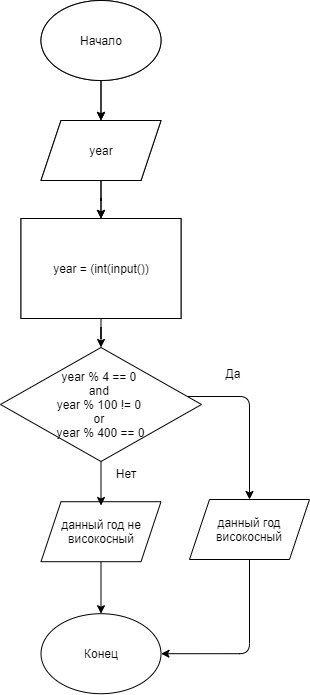 Начало
year
year = (int(input())
year % 4 == 0
and
year % 100 != 0
or
year % 400 == 0
Да
Нет
данный год не
високосный
данный год
високосный
Конец